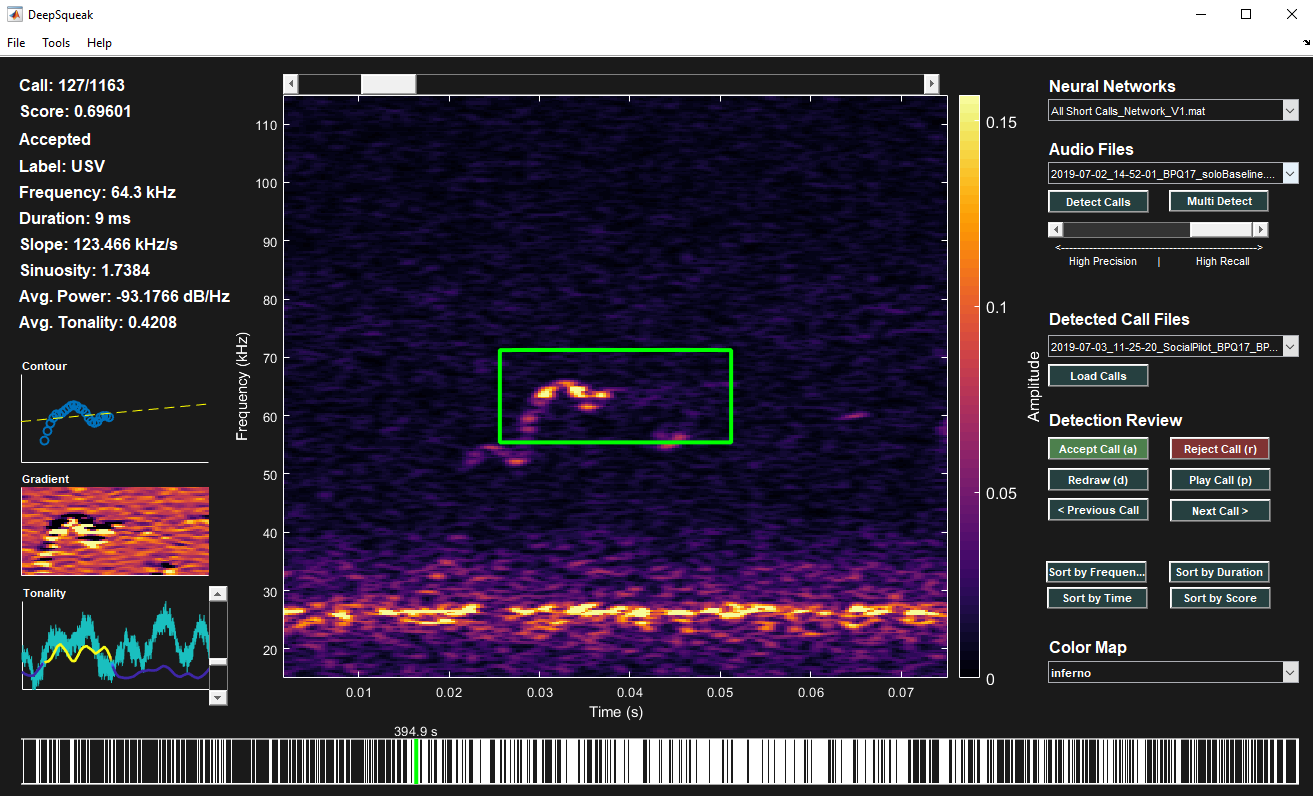 DeepSqueak
File Tools Help
Call: 127/1163
Score: 0.69601
Accepted
Label: USV
Frequency: 64.3 kHz
Duration: 9 ms
Slope: 123.466 kHz/s
Sinuosity: 1.7384
Avg. Power: -93.1766 dB/Hz
Avg. Tonality: 0.4208
Contour
Gradient
Tonality
Frequency (kHz)
110
100
90
80
70
60
50
40
30
20
0.01 0.02 0.03 0.04 0.05 0.06 0.07
Time (s)
0.15
0.1
0.05
0
Amplitude
Neural Networks
All Short Calls_Network_V1.mat
Audio Files
2019-07-02_14-52-01_BPQ17_soloBaseline....
Detect Calls Multi Detect
<-------------------------------------------------------->
High Precision | High Recall
Detected Call Files
2019-07-03_11-25-20_SocialPilot_BPQ17_BP...
Load Calls
Detection Review
Accept Call (a) Reject Call (r)
Redraw (d) Play Call (p)
< Previous Call Next Call >
Sort by Frequen... Sort by Duration
Sort by Time Sort by Score
Color Map
inferno
394.9 s